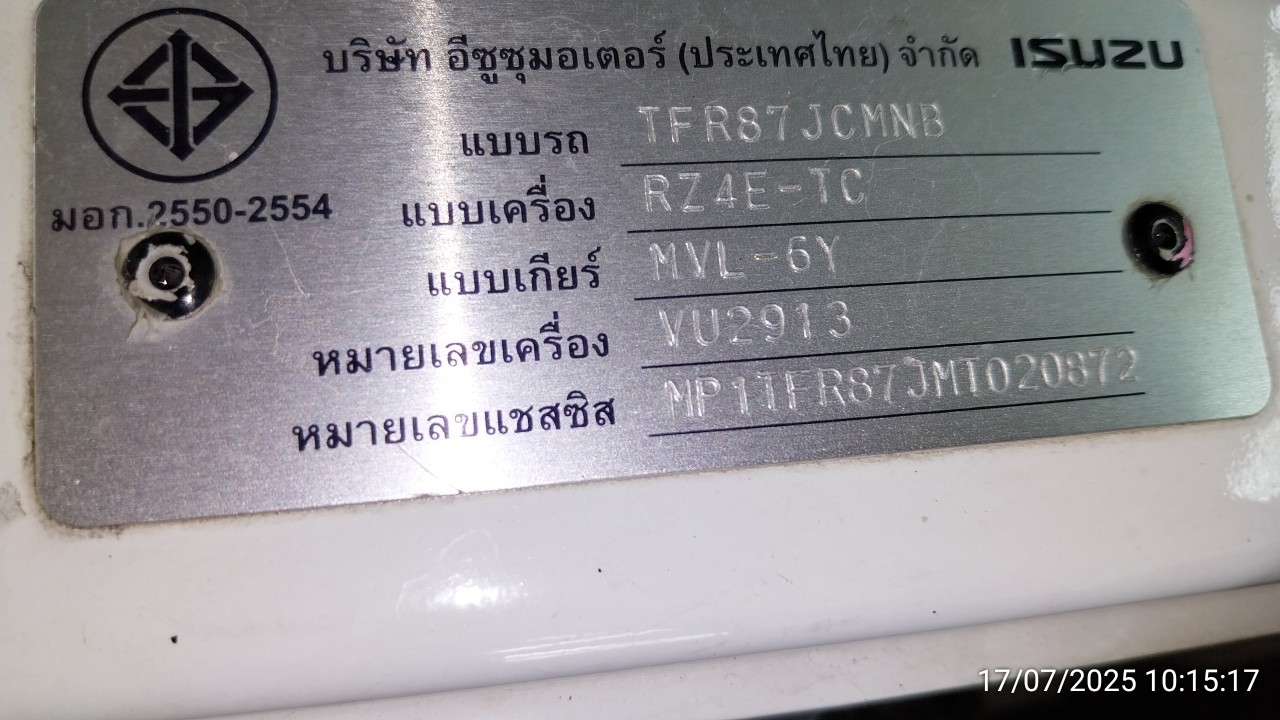 บริษัท อีซูซุมอเตอร์ (ประเทศไทย) จำกัด ISUZU
แบบรถ TFR87JCMNB
มอก.2550-2554
แบบเครื่อง RZ4E-TC
แบบเกียร์ MVL-6Y
หมายเลขเครื่อง VU2913
หมายเลขแชสซิส MP1TFR87JMT020872
17/07/2025 10:15:17